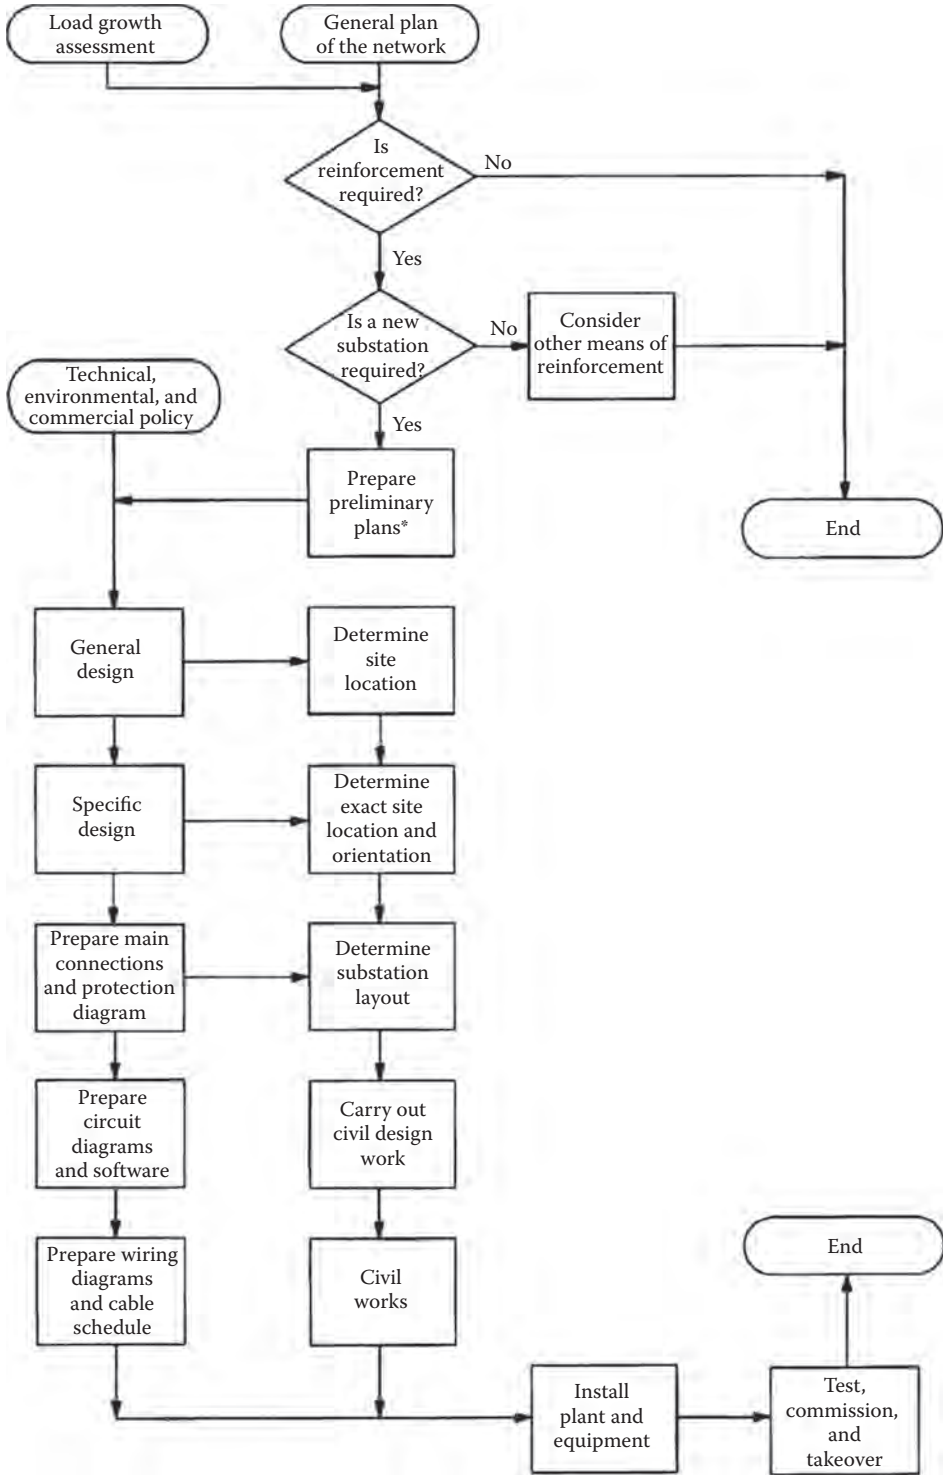 Load growth
assessment
General plan
of the network
Is
reinforcement
required?
No
Yes
Is a new
substation
required?
No
Consider
other means of
reinforcement
Technical,
environmental, and
commercial policy
Yes
Prepare
preliminary
plans*
End
General
design
Determine
site
location
Specific
design
Determine
exact site
location and
orientation
Prepare main
connections
and protection
diagram
Determine
substation
layout
Prepare
circuit
diagrams
and software
Carry out
civil design
work
Prepare wiring
diagrams
and cable
schedule
Civil
works
End
Install
plant and
equipment
Test,
commission,
and
takeover